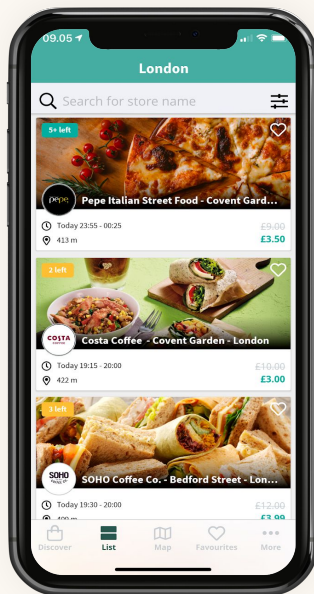 09.05
London
Search for store name
5+ left
pepe
Pepe Italian Street Food - Covent Gard...
Today 23:55 - 00:25
£9.00
413 m
£3.50
2 left
COSTA
COFFEE
Costa Coffee - Covent Garden - London
Today 19:15 - 20:00
£10.00
422 m
£3.00
3 left
SOHO
SOHO Coffee Co. - Bedford Street - Lon...
Today 19:30 - 20:00
£12.00
£3.99
Discover
List
Map
Favourites
More